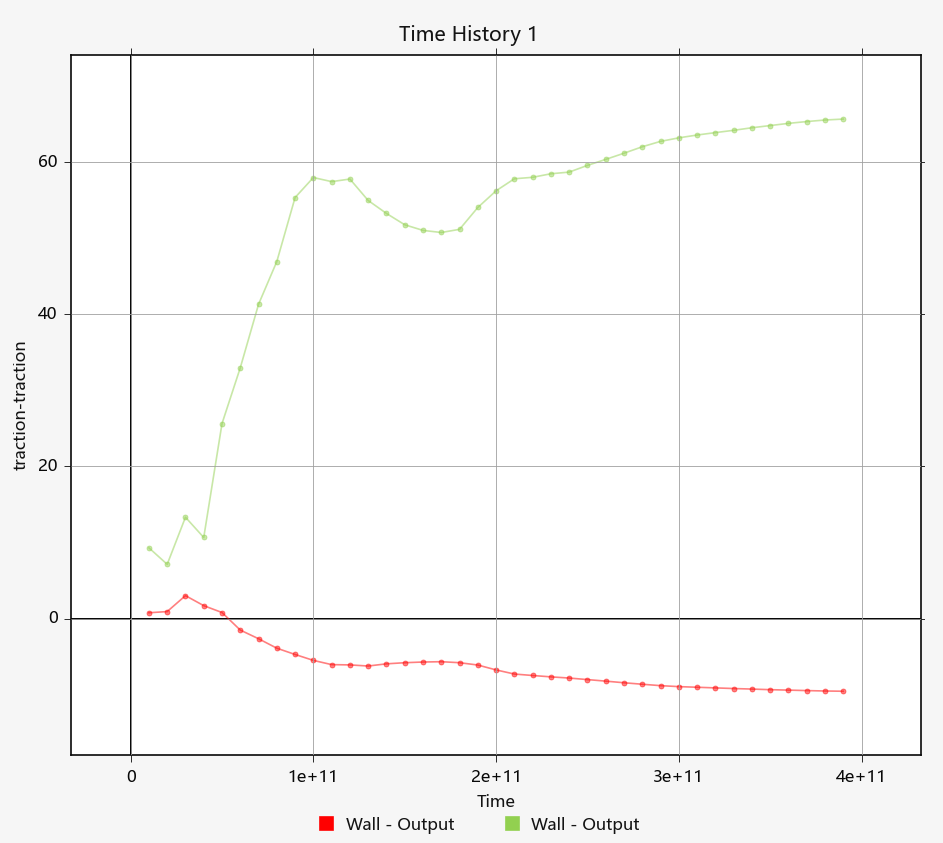 Time History 1
traction-traction
60
40
20
0
0 1e+11 2e+11 3e+11 4e+11
Time
Wall - Output Wall - Output